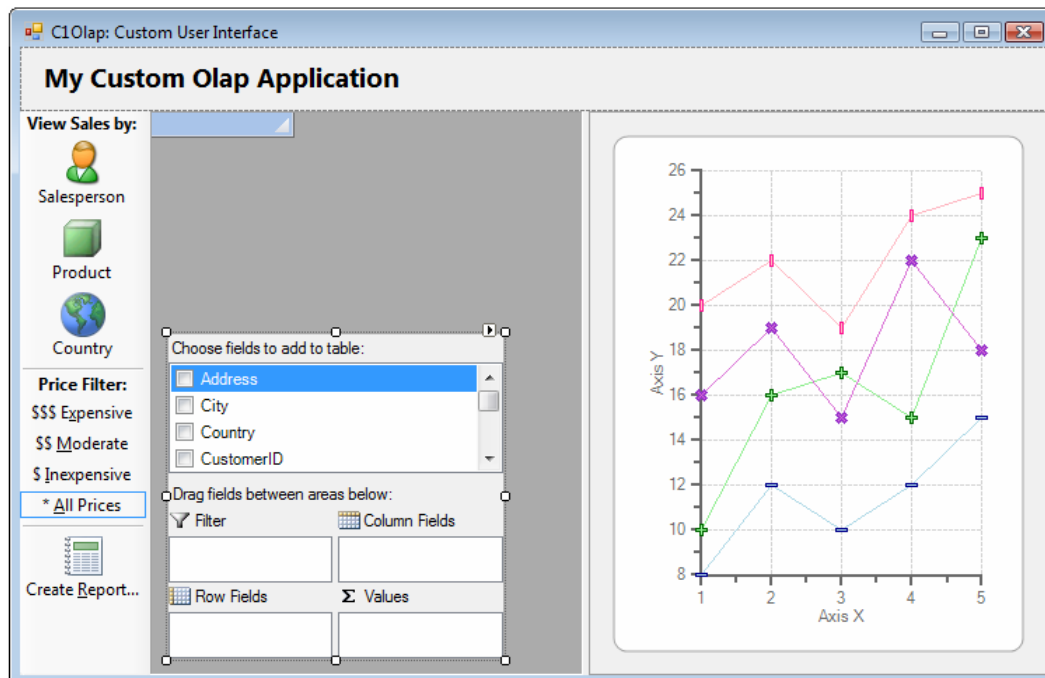 C1Olap: Custom User Interface
My Custom Olap Application
View Sales by:
Salesperson
Product
Country
Price Filter:
$$$ Expensive
$$ Moderate
$ Inexpensive
* All Prices
Create Report...
Choose fields to add to table:
Address
City
Country
CustomerID
Drag fields between areas below:
Filter
Column Fields
Row Fields
Σ Values
26
24
22
20
18
16
14
12
10
8
Axis Y
1 2 3 4 5
Axis X